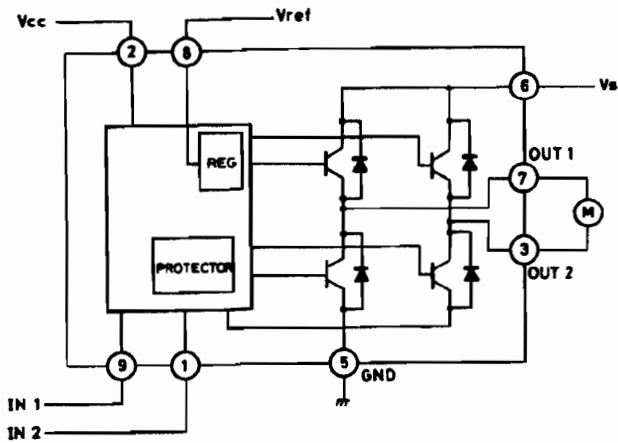 Vcc
Vref
2
8
6
Vs
REG
OUT 1
7
M
PROTECTOR
3
OUT 2
9
1
5
GND
IN 1
IN 2